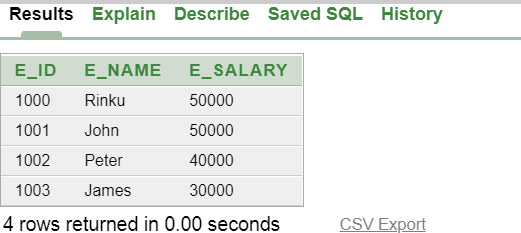 Results Explain Describe Saved SQL History
E_ID E_NAME E_SALARY
1000 Rinku 50000
1001 John 50000
1002 Peter 40000
1003 James 30000
4 rows returned in 0.00 seconds CSV Export